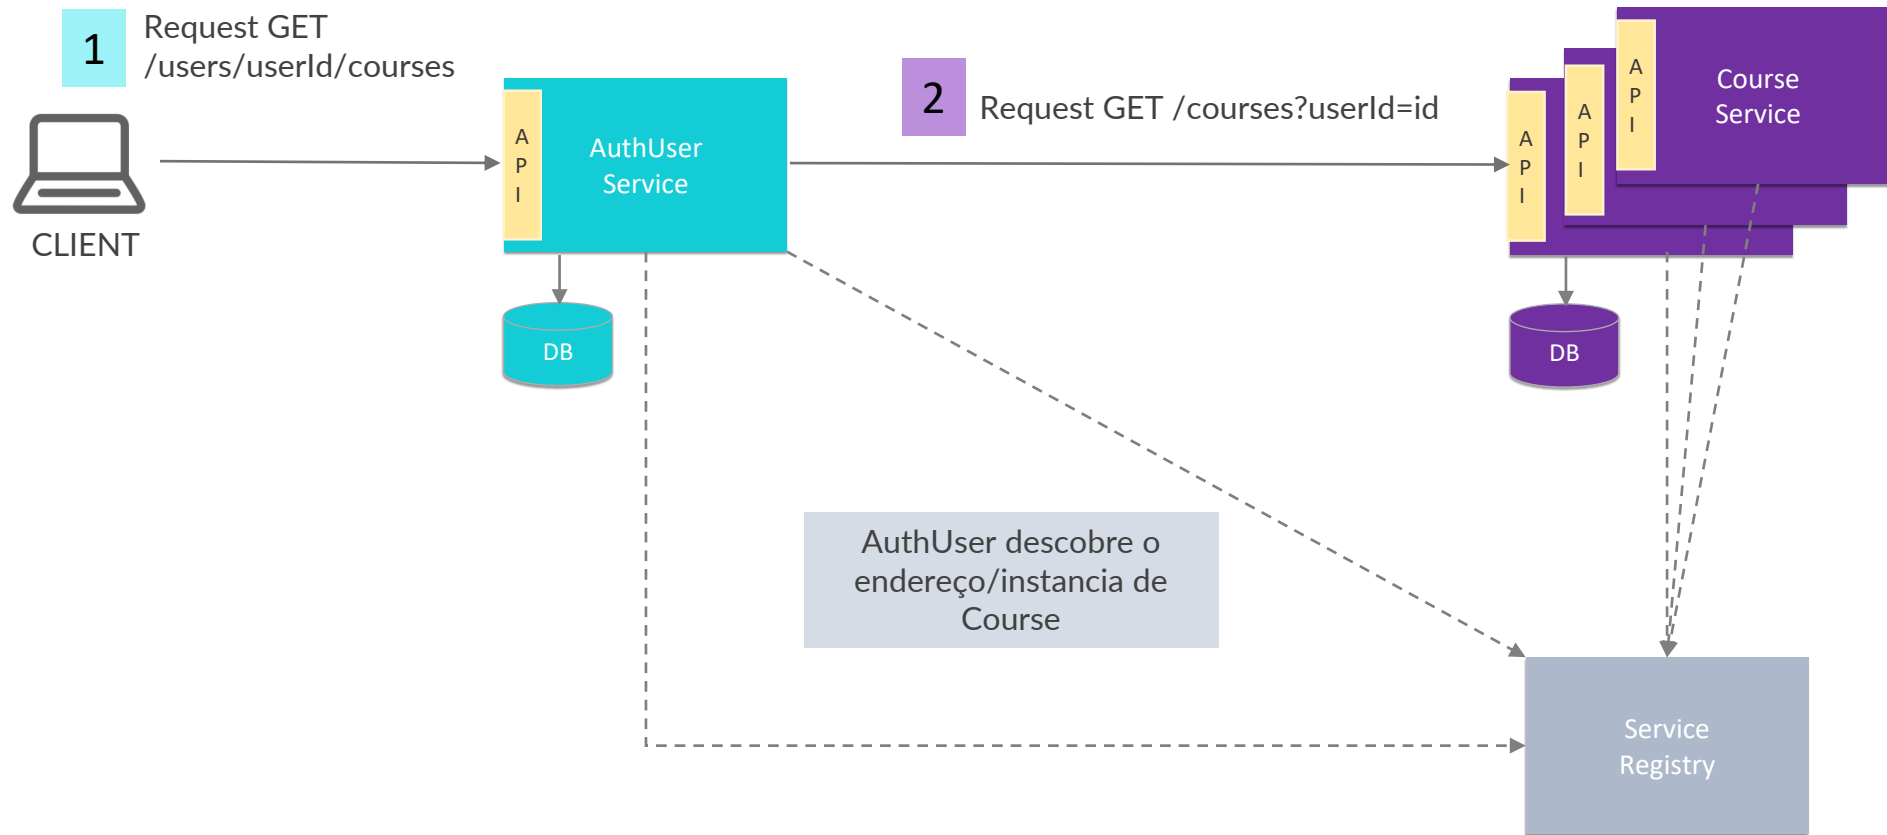 1
Request GET
/users/userId/courses
CLIENT
A
P
I
AuthUser
Service
DB
2
Request GET /courses?userId=id
A
P
I
A
P
I
A
P
I
Course
Service
DB
AuthUser descobre o
endereço/instancia de
Course
Service
Registry